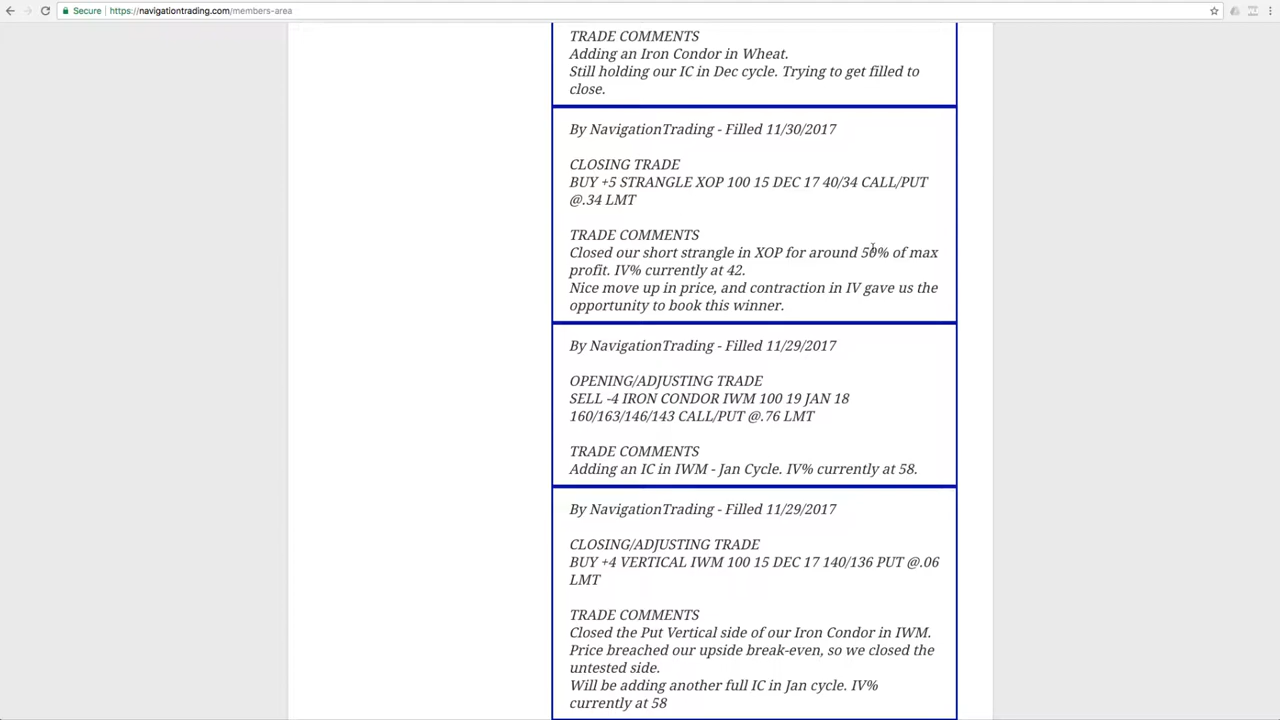 Secure
https://navigationtrading.com/members-area
TRADE COMMENTS
Adding an Iron Condor in Wheat.
Still holding our IC in Dec cycle. Trying to get filled to
close.
By NavigationTrading - Filled 11/30/2017
CLOSING TRADE
BUY +5 STRANGLE XOP 100 15 DEC 17 40/34 CALL/PUT
@.34 LMT
TRADE COMMENTS
Closed our short strangle in XOP for around 50% of max
profit. IV% currently at 42.
Nice move up in price, and contraction in IV gave us the
opportunity to book this winner.
By NavigationTrading - Filled 11/29/2017
OPENING/ADJUSTING TRADE
SELL -4 IRON CONDOR IWM 100 19 JAN 18
160/163/146/143 CALL/PUT @.76 LMT
TRADE COMMENTS
Adding an IC in IWM - Jan Cycle. IV% currently at 58.
By NavigationTrading - Filled 11/29/2017
CLOSING/ADJUSTING TRADE
BUY +4 VERTICAL IWM 100 15 DEC 17 140/136 PUT @.06
LMT
TRADE COMMENTS
Closed the Put Vertical side of our Iron Condor in IWM.
Price breached our upside break-even, so we closed the
untested side.
Will be adding another full IC in Jan cycle. IV%
currently at 58